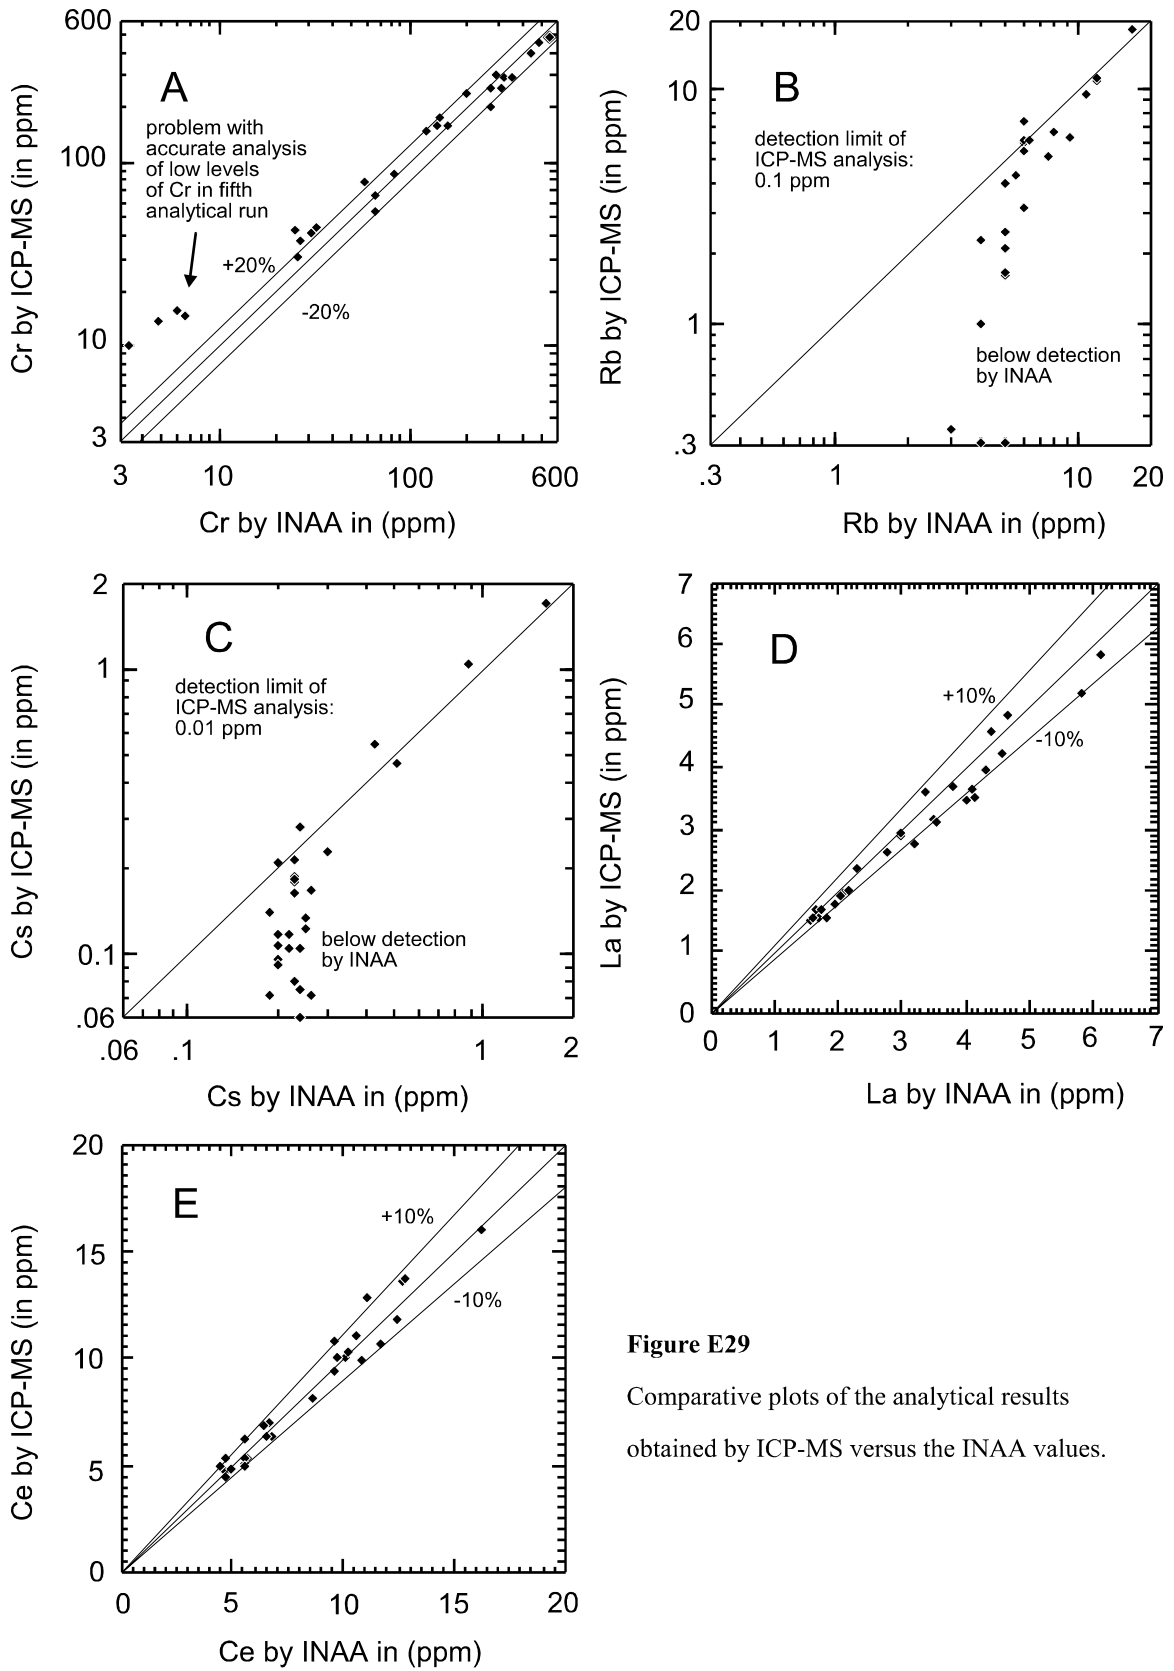 600
100
10
3
Cr by ICP-MS (in ppm)
A
problem with
accurate analysis
of low levels
of Cr in fifth
analytical run
+20%
-20%
3 10 100 600
Cr by INAA in (ppm)
20
10
1
.3
Rb by ICP-MS (in ppm)
B
detection limit of
ICP-MS analysis:
0.1 ppm
below detection
by INAA
.3 1 10 20
Rb by INAA in (ppm)
2
1
0.1
.06
Cs by ICP-MS (in ppm)
C
detection limit of
ICP-MS analysis:
0.01 ppm
below detection
by INAA
.06 .1 1 2
Cs by INAA in (ppm)
7
6
5
4
3
2
1
0
La by ICP-MS (in ppm)
D
+10%
-10%
0 1 2 3 4 5 6 7
La by INAA in (ppm)
20
15
10
5
0
Ce by ICP-MS (in ppm)
E
+10%
-10%
0 5 10 15 20
Ce by INAA in (ppm)
Figure E29
Comparative plots of the analytical results
obtained by ICP-MS versus the INAA values.